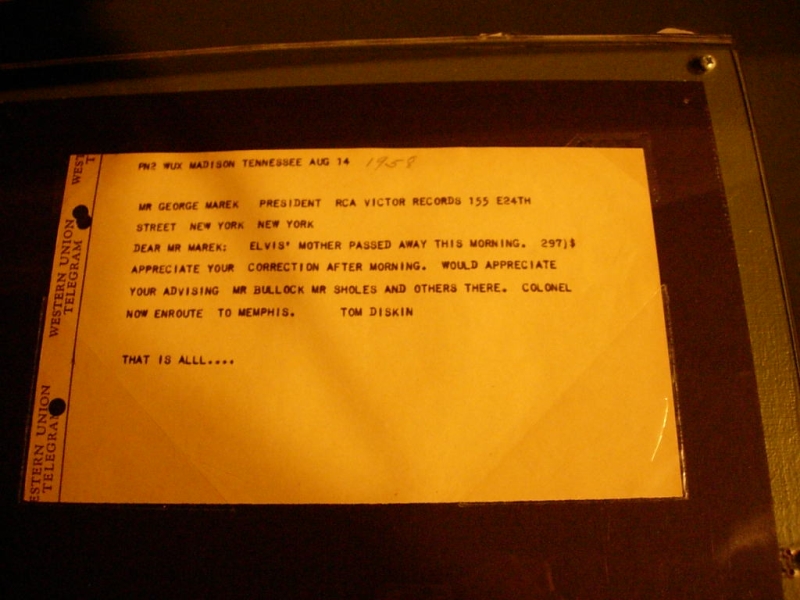 PN2 WUX MADISON TENNESSEE AUG 14 1958
MR GEORGE MAREK PRESIDENT RCA VICTOR RECORDS 155 E24TH
STREET NEW YORK NEW YORK
DEAR MR MAREK: ELVIS' MOTHER PASSED AWAY THIS MORNING. 297)$
APPRECIATE YOUR CORRECTION AFTER MORNING. WOULD APPRECIATE
YOUR ADVISING MR BULLOCK MR SHOLES AND OTHERS THERE. COLONEL
NOW ENROUTE TO MEMPHIS. TOM DISKIN
THAT IS ALLL....
WESTERN UNION
TELEGRAM
WEST
T
ESTERN UNION
TELEGRAM